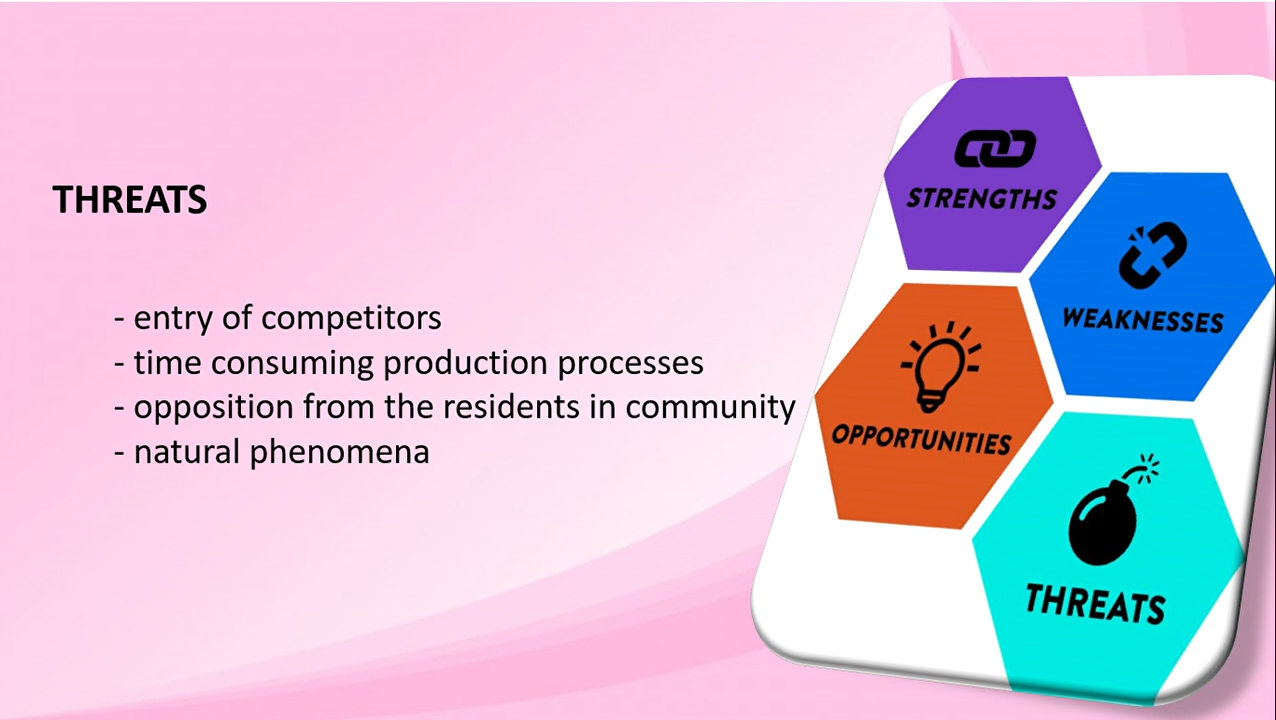 THREATS
- entry of competitors
- time consuming production processes
- opposition from the residents in community
- natural phenomena
STRENGTHS
WEAKNESSES
OPPORTUNITIES
THREATS